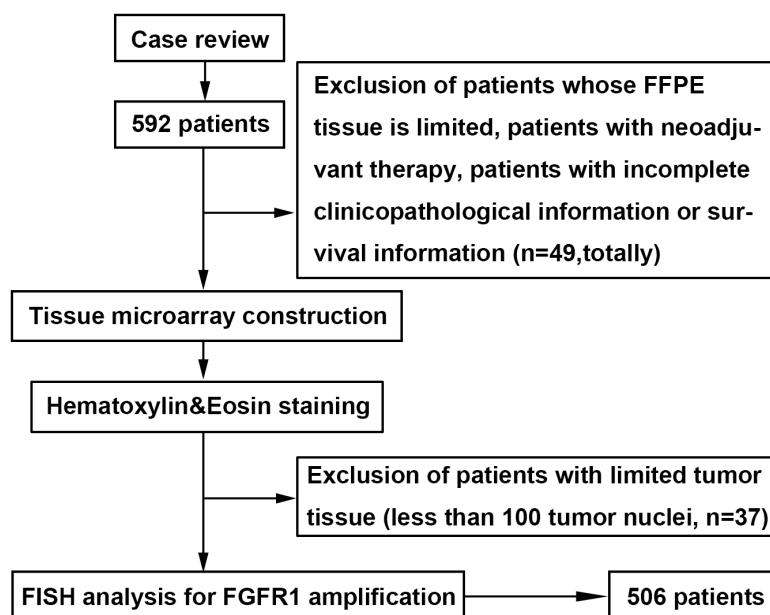 Case review
592 patients
Exclusion of patients whose FFPE
tissue is limited, patients with neoadju-
vant therapy, patients with incomplete
clinicopathological information or sur-
vival information (n=49,totally)
Tissue microarray construction
Hematoxylin&Eosin staining
Exclusion of patients with limited tumor
tissue (less than 100 tumor nuclei, n=37)
FISH analysis for FGFR1 amplification
506 patients